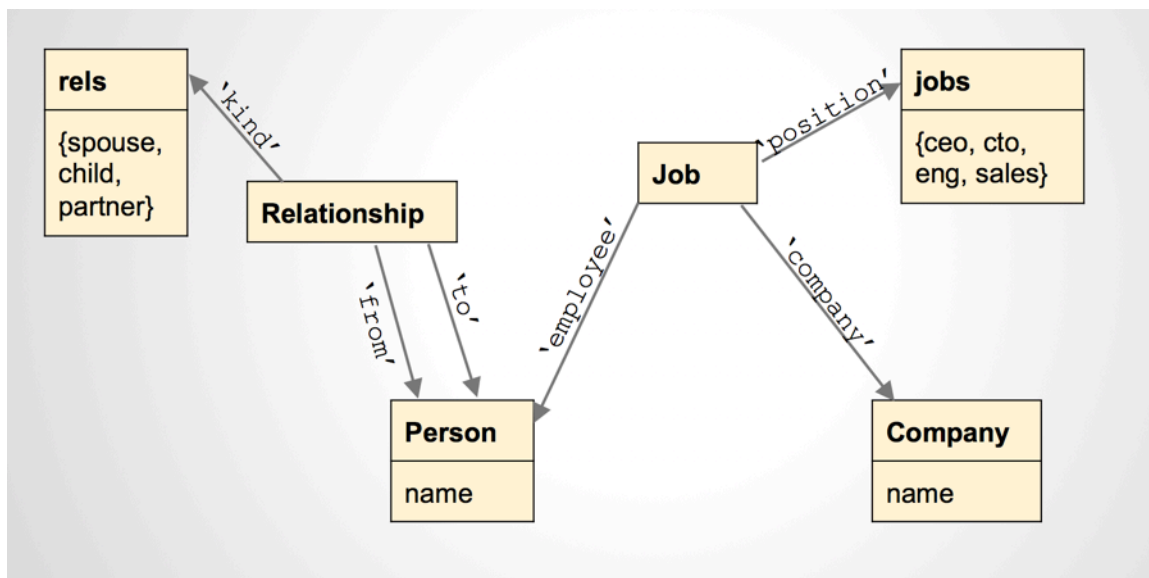 rels
{spouse,
child,
partner}
‘kind’
Relationship
‘from’
‘to’
Person
name
‘employee’
Job
‘position’
jobs
{ceo, cto,
eng, sales}
‘company’
Company
name